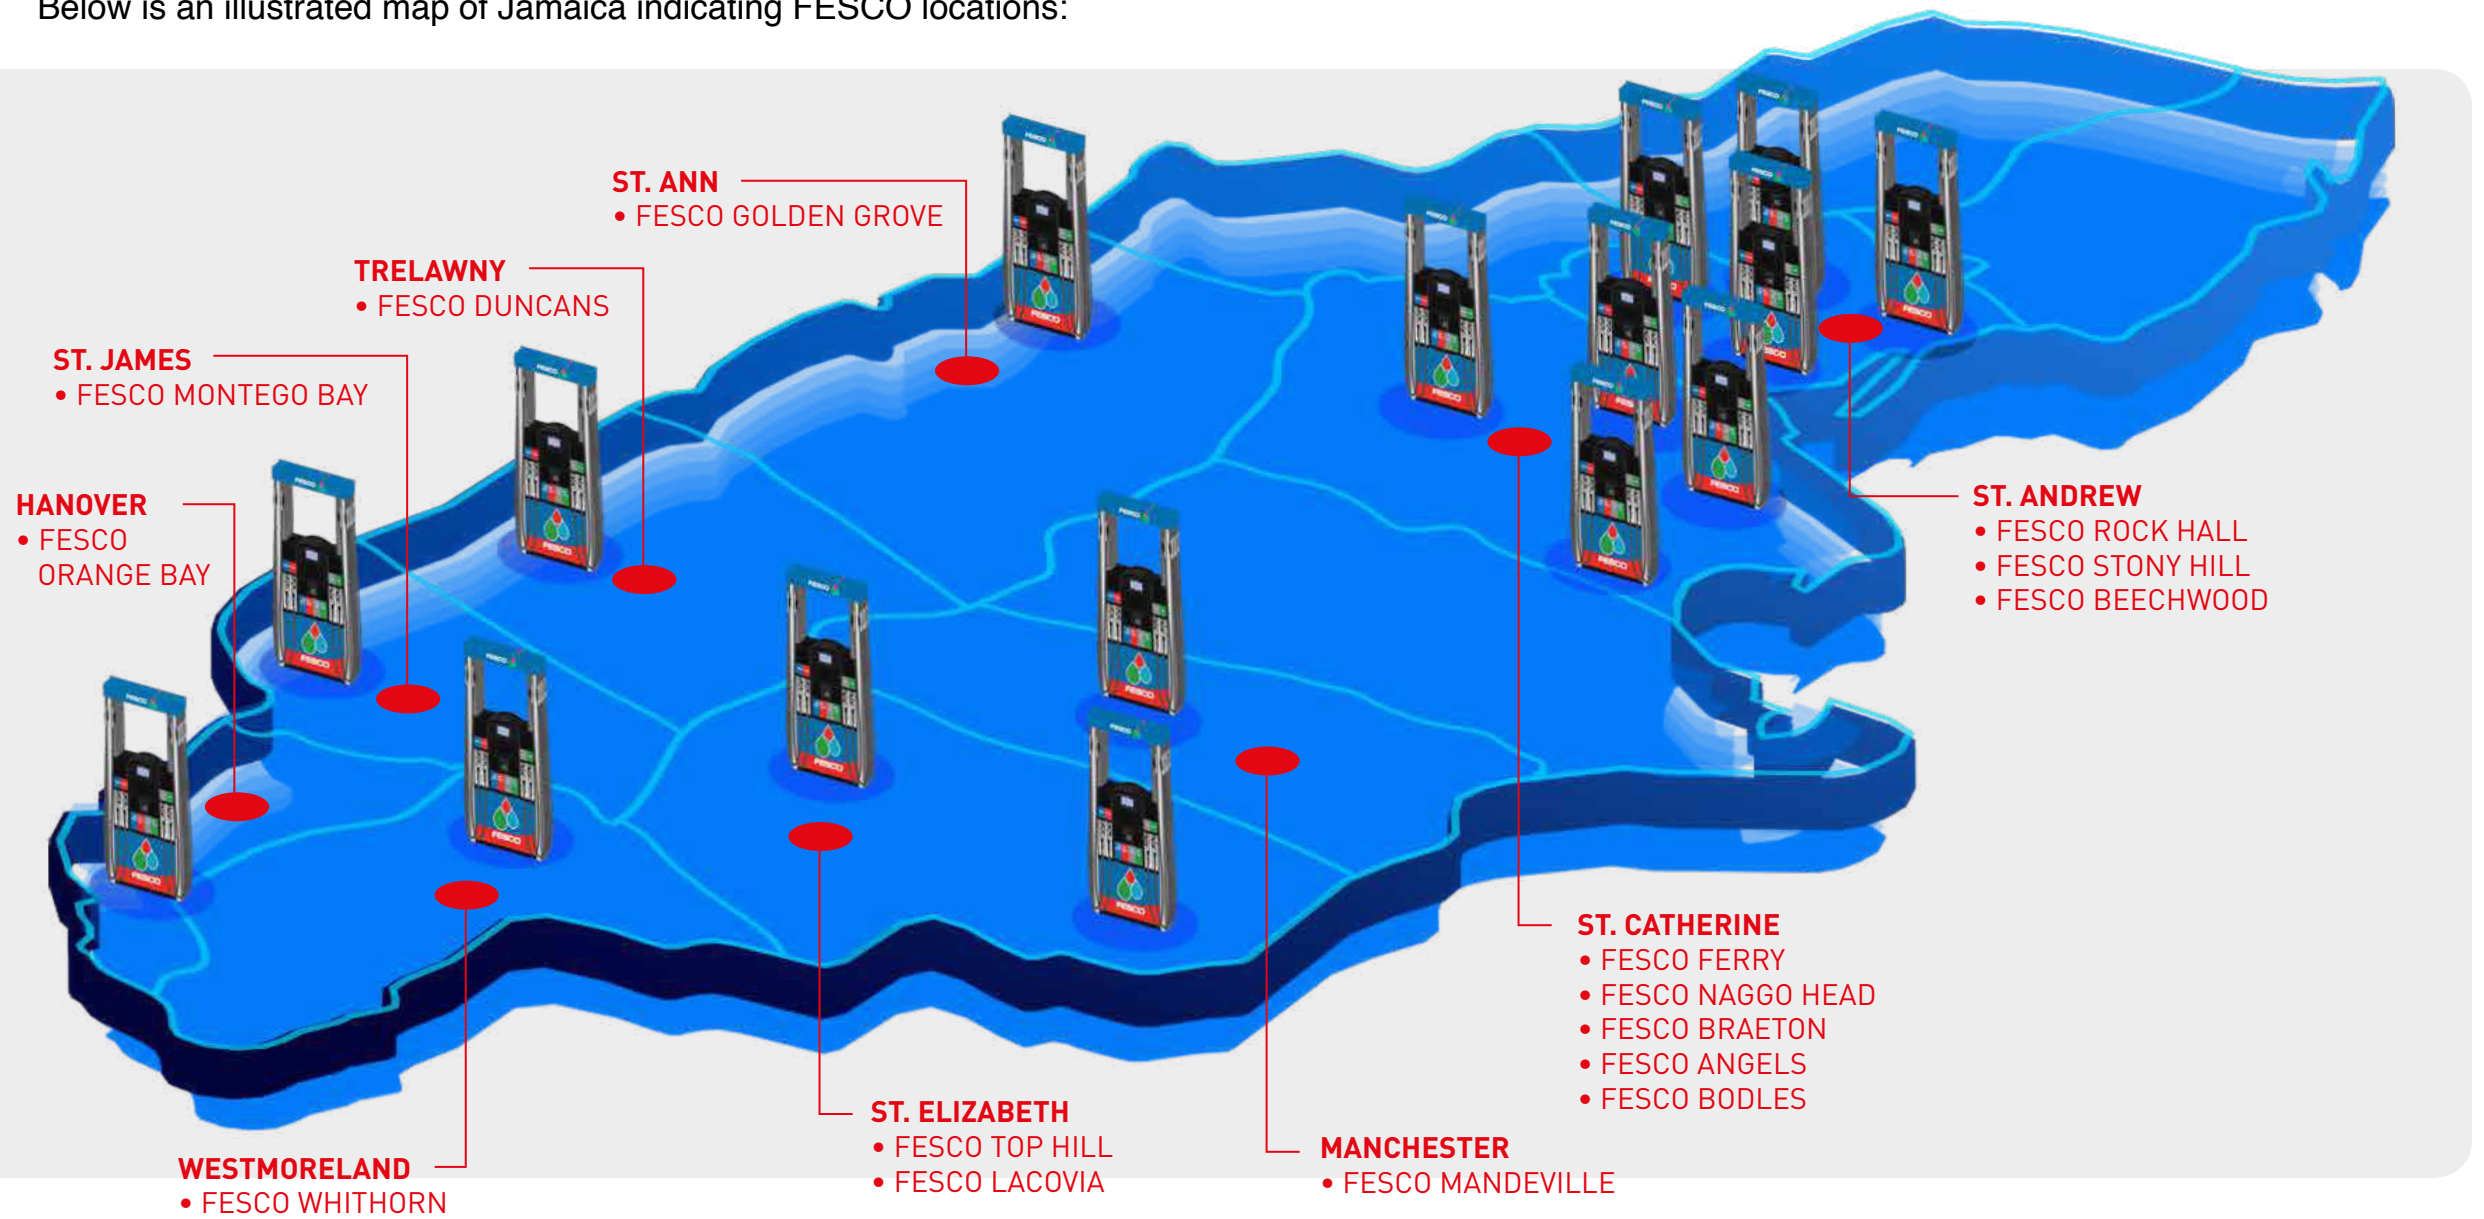 Below is an illustrated map of Jamaica indicating FESCO locations:
ST. ANN
• FESCO GOLDEN GROVE
TRELAWNY
• FESCO DUNCANS
ST. JAMES
• FESCO MONTEGO BAY
HANOVER
• FESCO
ORANGE BAY
ST. ANDREW
• FESCO ROCK HALL
• FESCO STONY HILL
• FESCO BEECHWOOD
ST. CATHERINE
• FESCO FERRY
• FESCO NAGGO HEAD
• FESCO BRAETON
• FESCO ANGELS
• FESCO BODLES
ST. ELIZABETH
• FESCO TOP HILL
• FESCO LACOVIA
MANCHESTER
• FESCO MANDEVILLE
WESTMORELAND
• FESCO WHITHORN